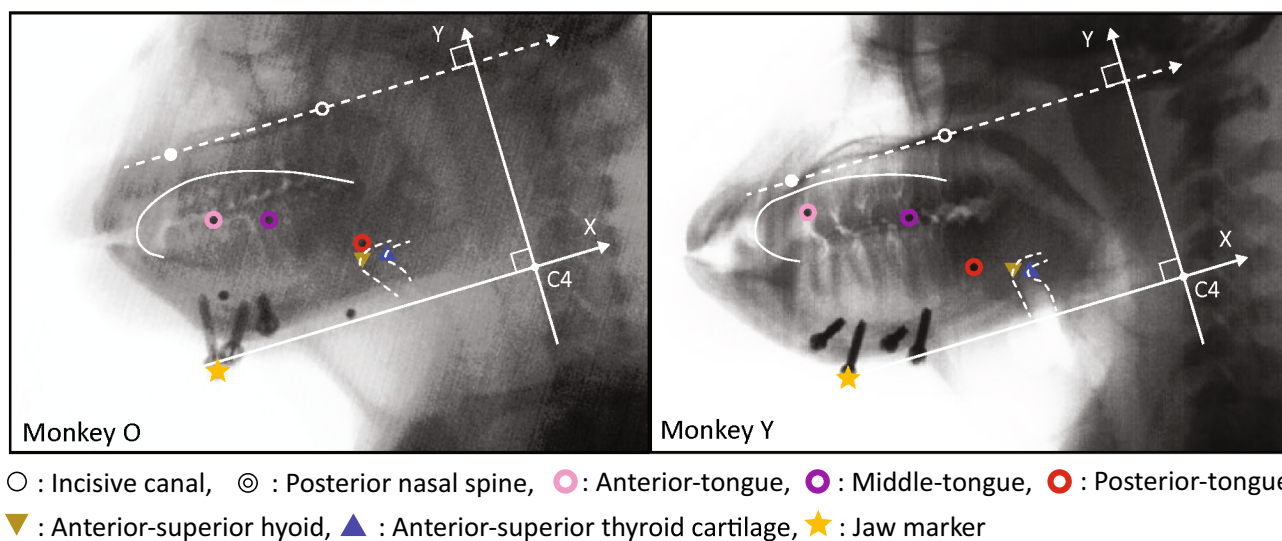 Y
X
C4
Monkey O
Y
X
C4
Monkey Y
: Incisive canal, : Posterior nasal spine, : Anterior-tongue, : Middle-tongue, : Posterior-tongue
: Anterior-superior hyoid, : Anterior-superior thyroid cartilage, : Jaw marker